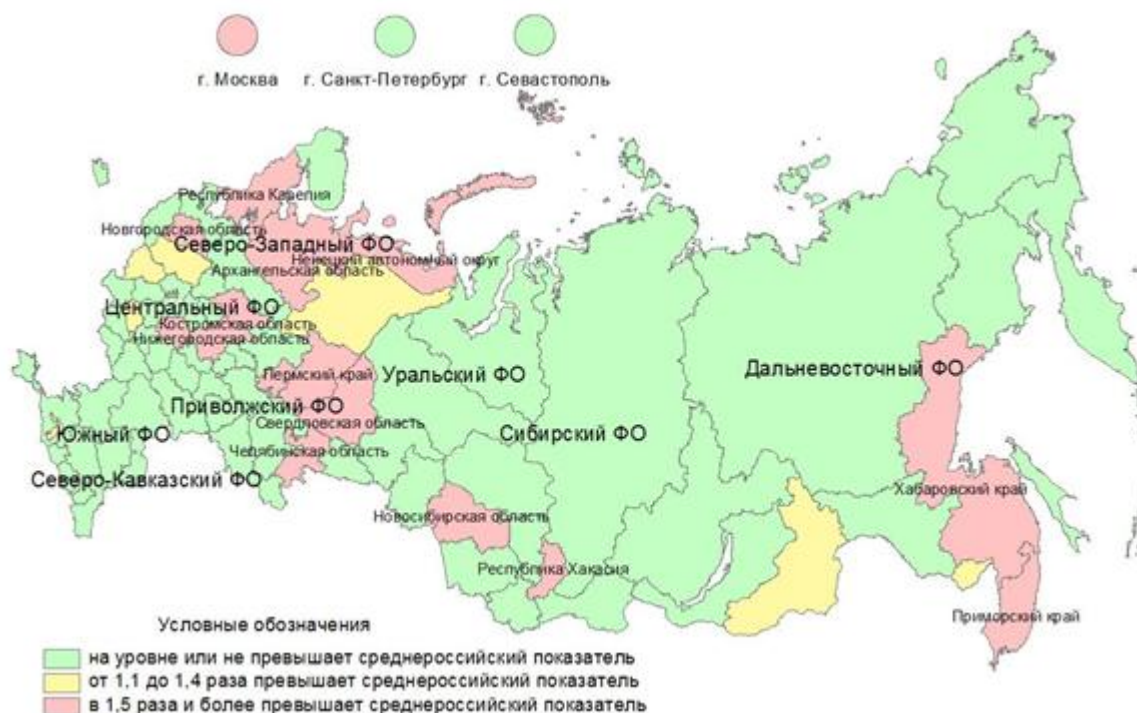 г. Москва г. Санкт-Петербург г. Севастополь
Республика Карелия
Новгородская область
Северо-Западный ФО
Ненецкий автономный округ
Архангельская область
Центральный ФО
Костромская область
Нижегородская область
Пермский край
Уральский ФО
Дальневосточный ФО
Приволжский ФО
Свердловская область
Южный ФО
Сибирский ФО
Челябинская область
Северо-Кавказский ФО
Хабаровский край
Новосибирская область
Республика Хакасия
Приморский край
Условные обозначения
на уровне или не превышает среднероссийский показатель
от 1,1 до 1,4 раза превышает среднероссийский показатель
в 1,5 раза и более превышает среднероссийский показатель